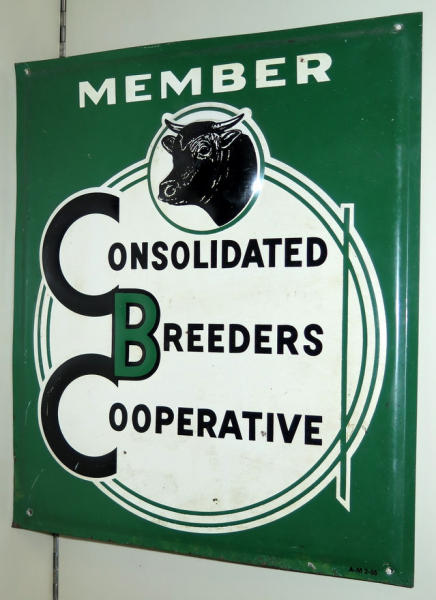 MEMBER
CONSOLIDATED
BREEDERS
COOPERATIVE